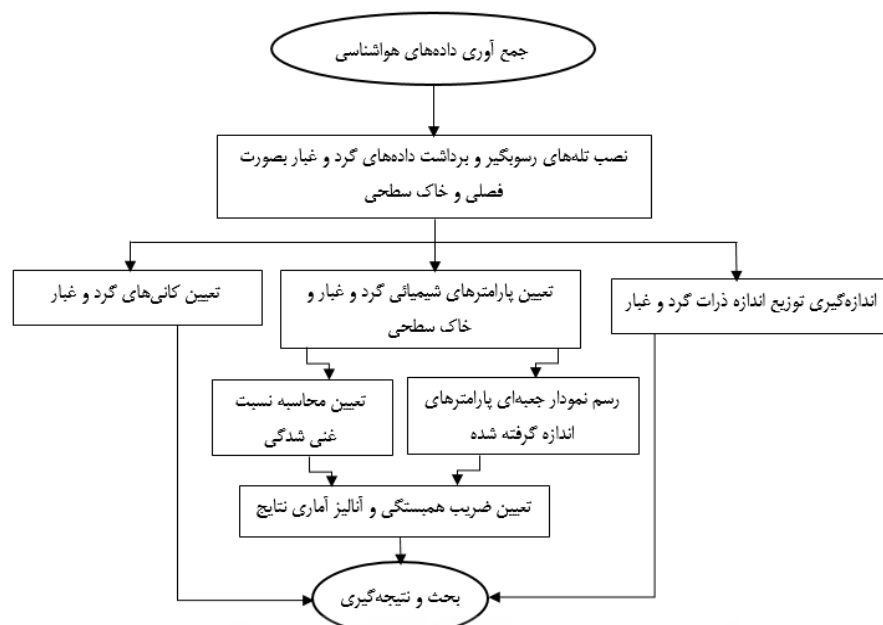 جمع آوری داده‌های هواشناسی
نصب تله‌های رسوبگیر و برداشت داده‌های گرد و غبار بصورت
فصلی و خاک سطحی
اندازه‌گیری توزیع اندازه ذرات گرد و غبار
تعیین پارامترهای شیمیائی گرد و غبار و
خاک سطحی
تعیین کانی‌های گرد و غبار
رسم نمودار جعبه‌ای پارامترهای
اندازه گرفته شده
تعیین محاسبه نسبت
غنی شدگی
تعیین ضریب همبستگی و آنالیز آماری نتایج
بحث و نتیجه‌گیری